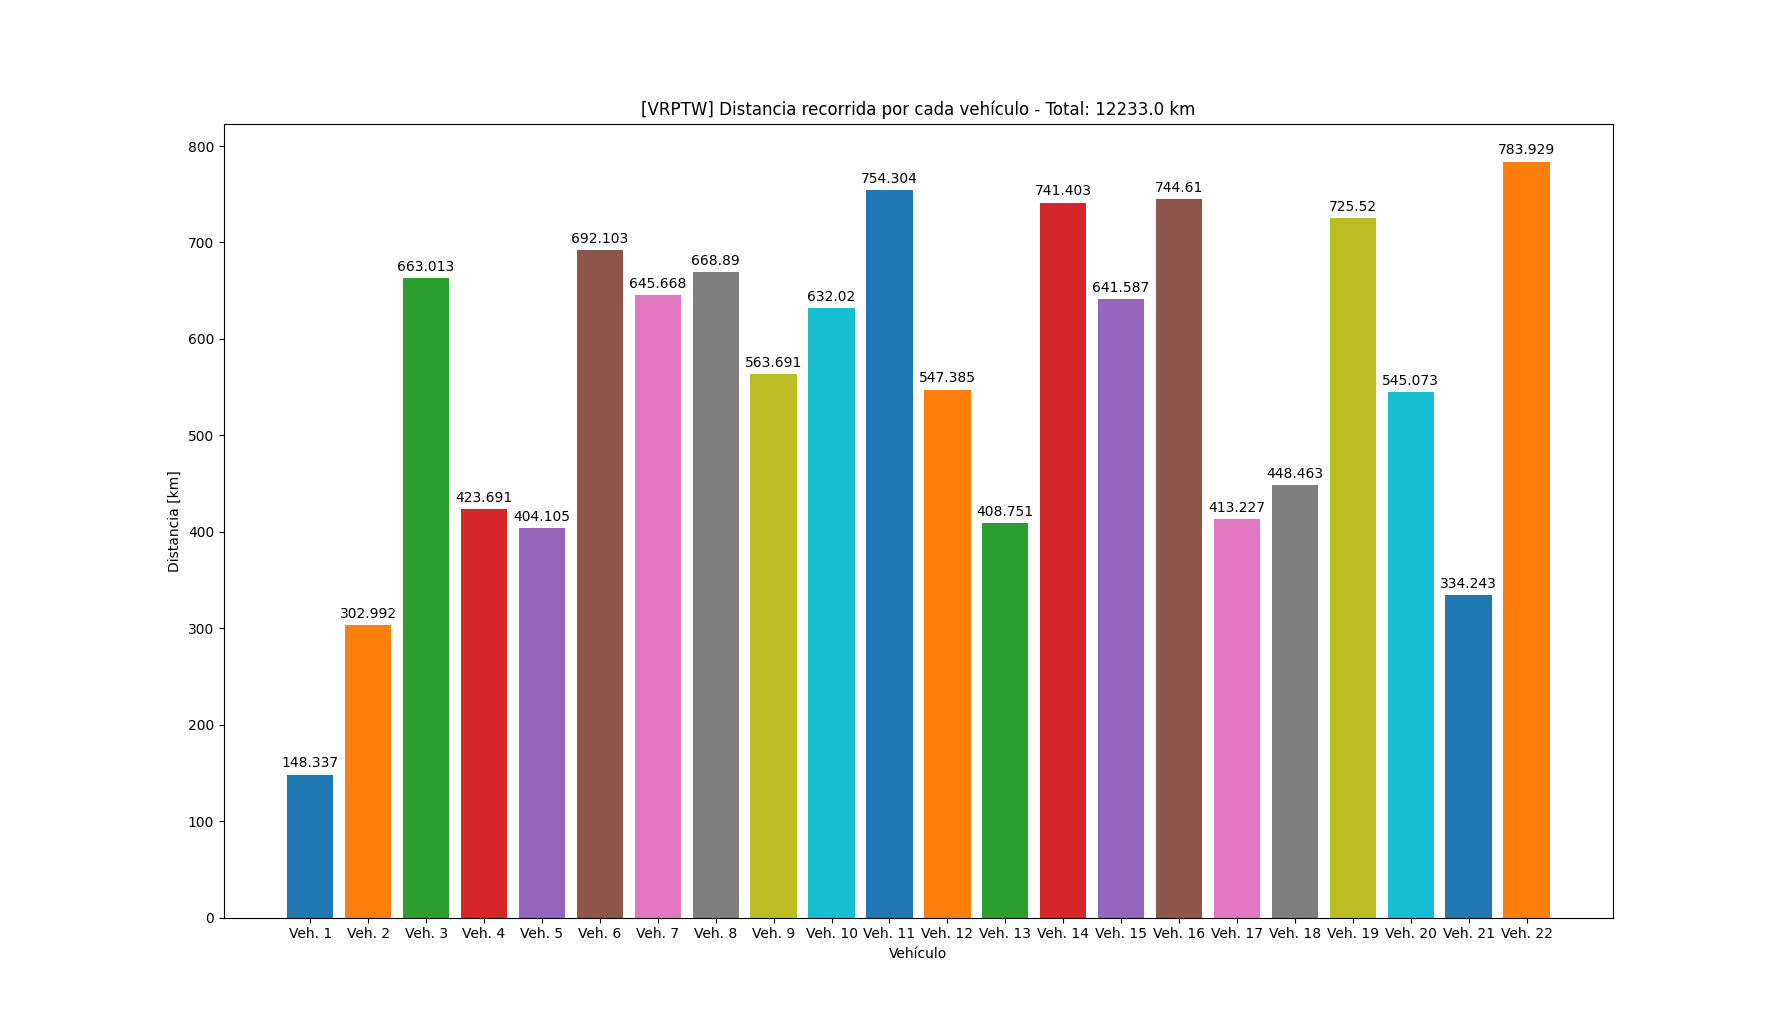 [VRPTW] Distancia recorrida por cada vehículo - Total: 12233.0 km
Distancia [km]
800
700
600
500
400
300
200
100
0
148.337
302.992
663.013
423.691
404.105
692.103
645.668
668.89
563.691
632.02
754.304
547.385
408.751
741.403
641.587
744.61
413.227
448.463
725.52
545.073
334.243
783.929
Veh. 1
Veh. 2
Veh. 3
Veh. 4
Veh. 5
Veh. 6
Veh. 7
Veh. 8
Veh. 9
Veh. 10
Veh. 11
Veh. 12
Veh. 13
Veh. 14
Veh. 15
Veh. 16
Veh. 17
Veh. 18
Veh. 19
Veh. 20
Veh. 21
Veh. 22
Vehículo